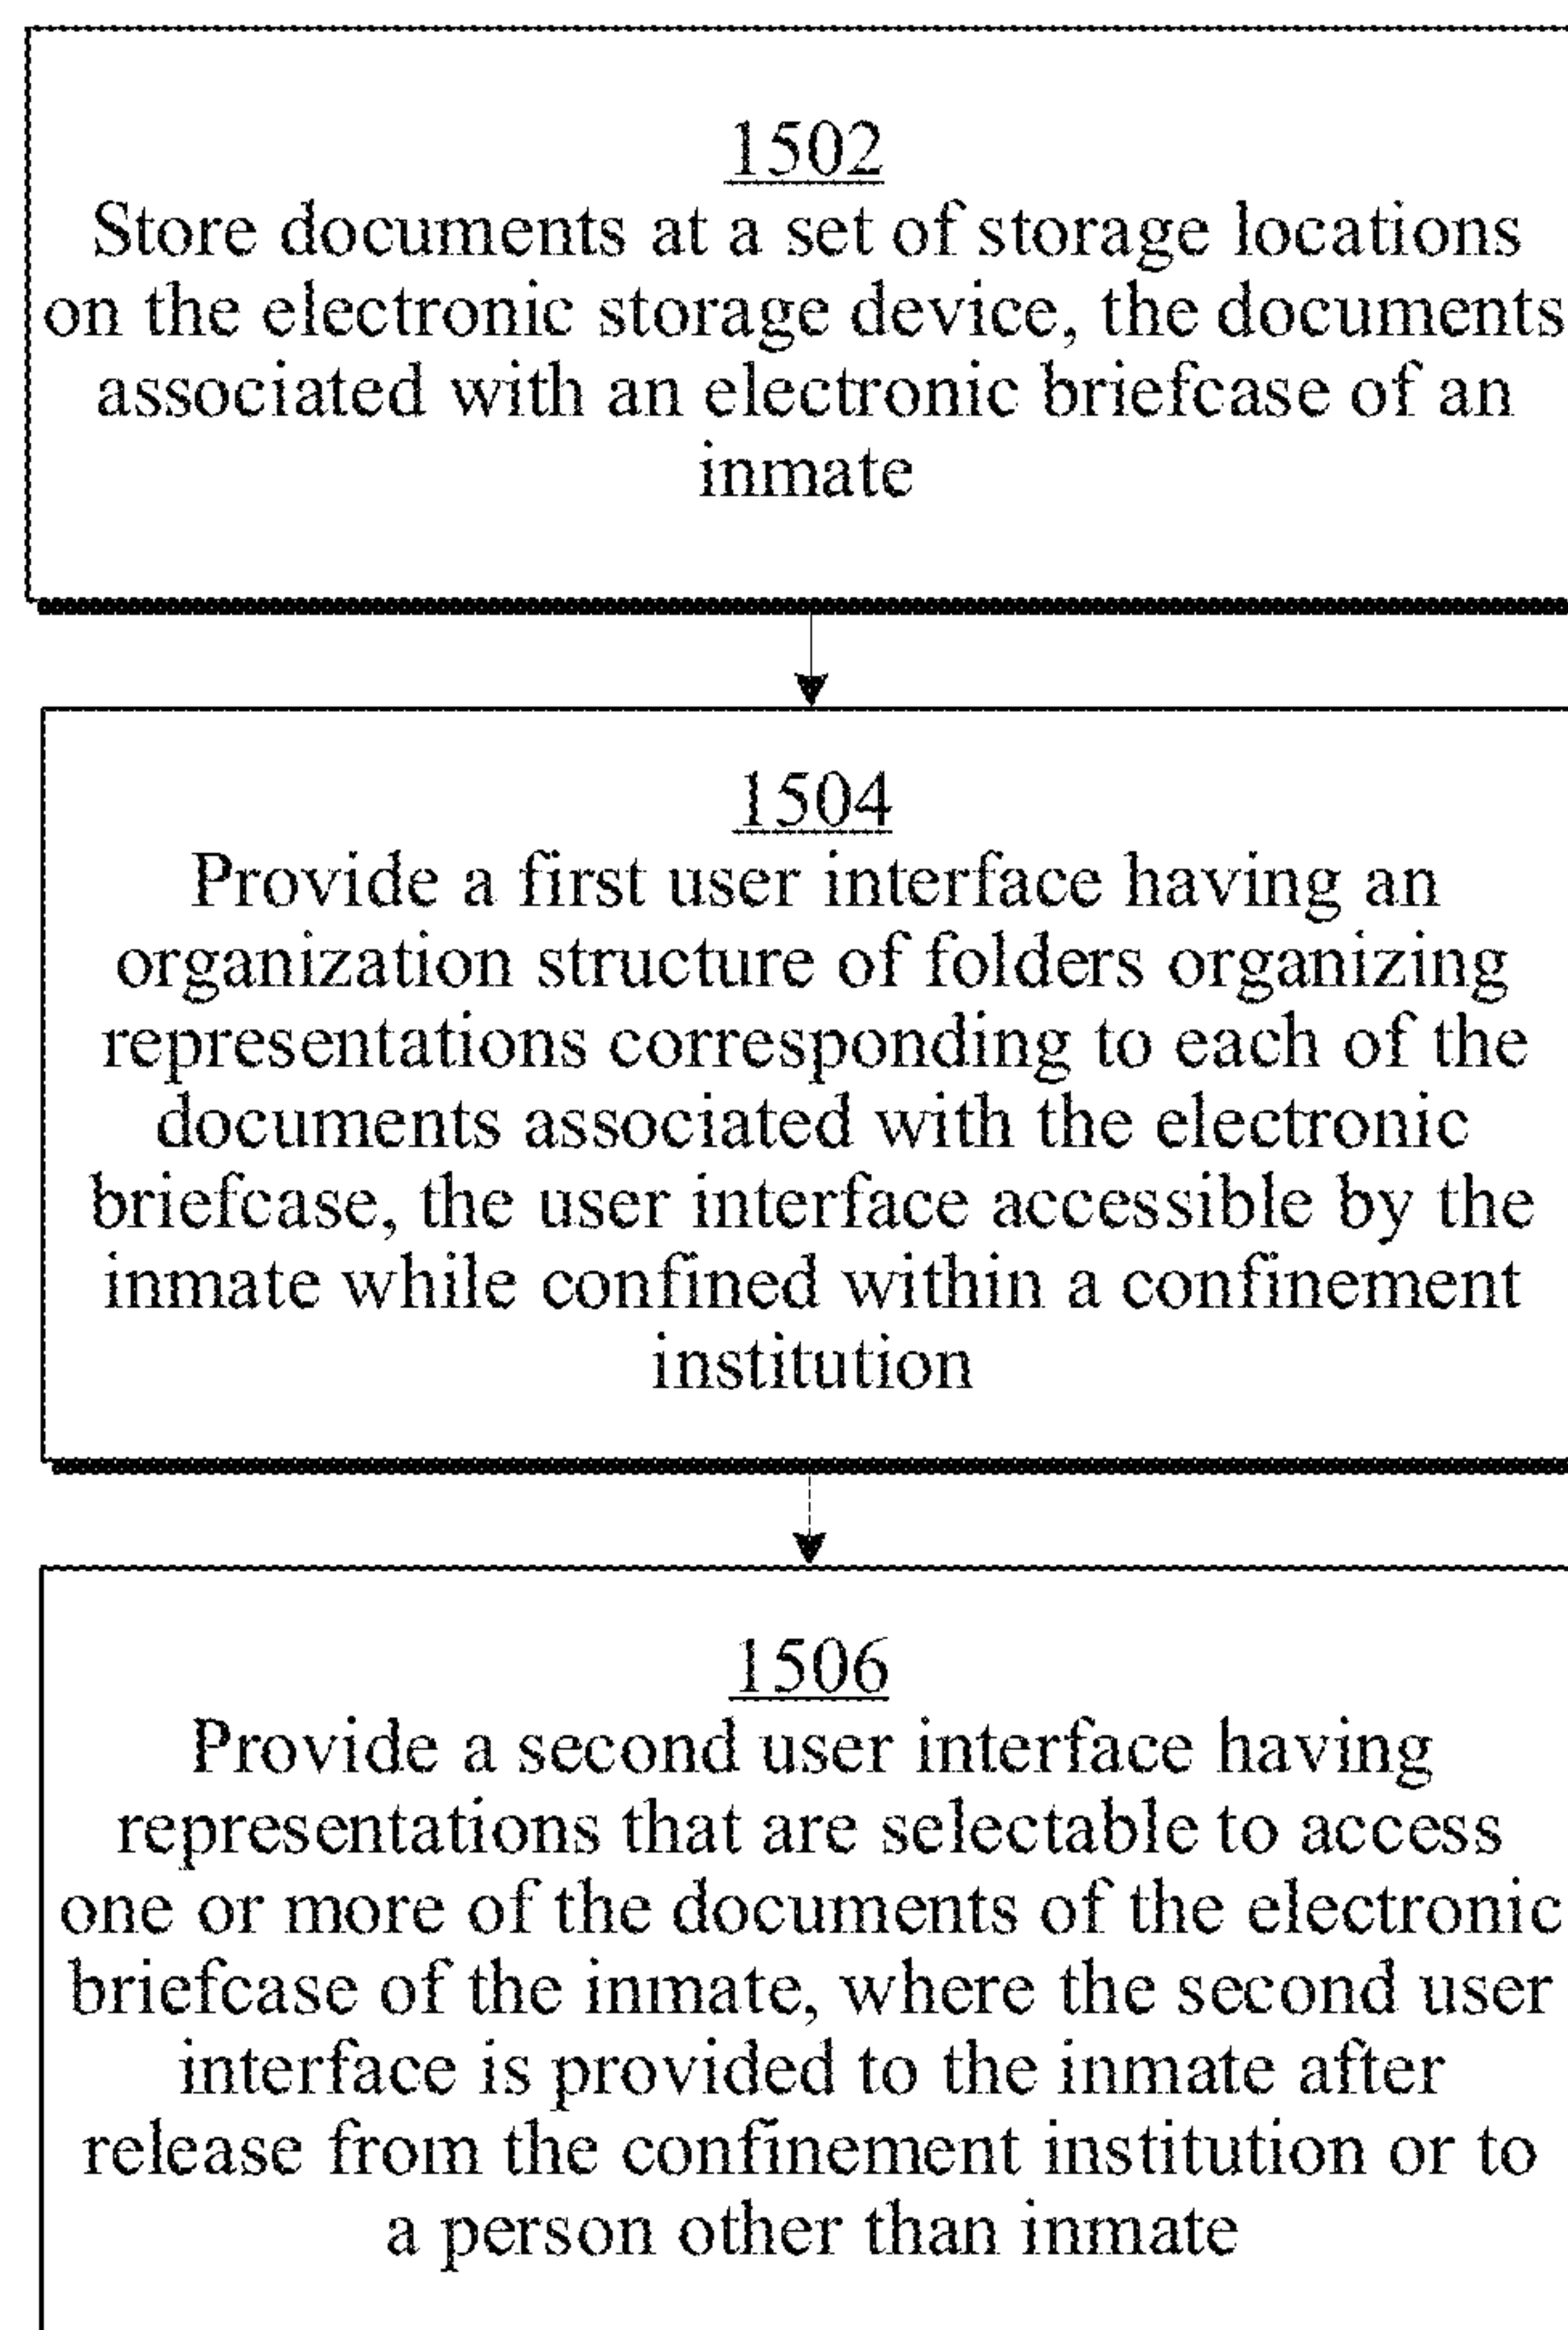 1502
Store documents at a set of storage locations
on the electronic storage device, the documents
associated with an electronic briefcase of an
inmate
1504
Provide a first user interface having an
organization structure of folders organizing
representations corresponding to each of the
documents associated with the electronic
briefcase, the user interface accessible by the
inmate while confined within a confinement
institution
1506
Provide a second user interface having
representations that are selectable to access
one or more of the documents of the electronic
briefcase of the inmate, where the second user
interface is provided to the inmate after
release from the confinement institution or to
a person other than inmate